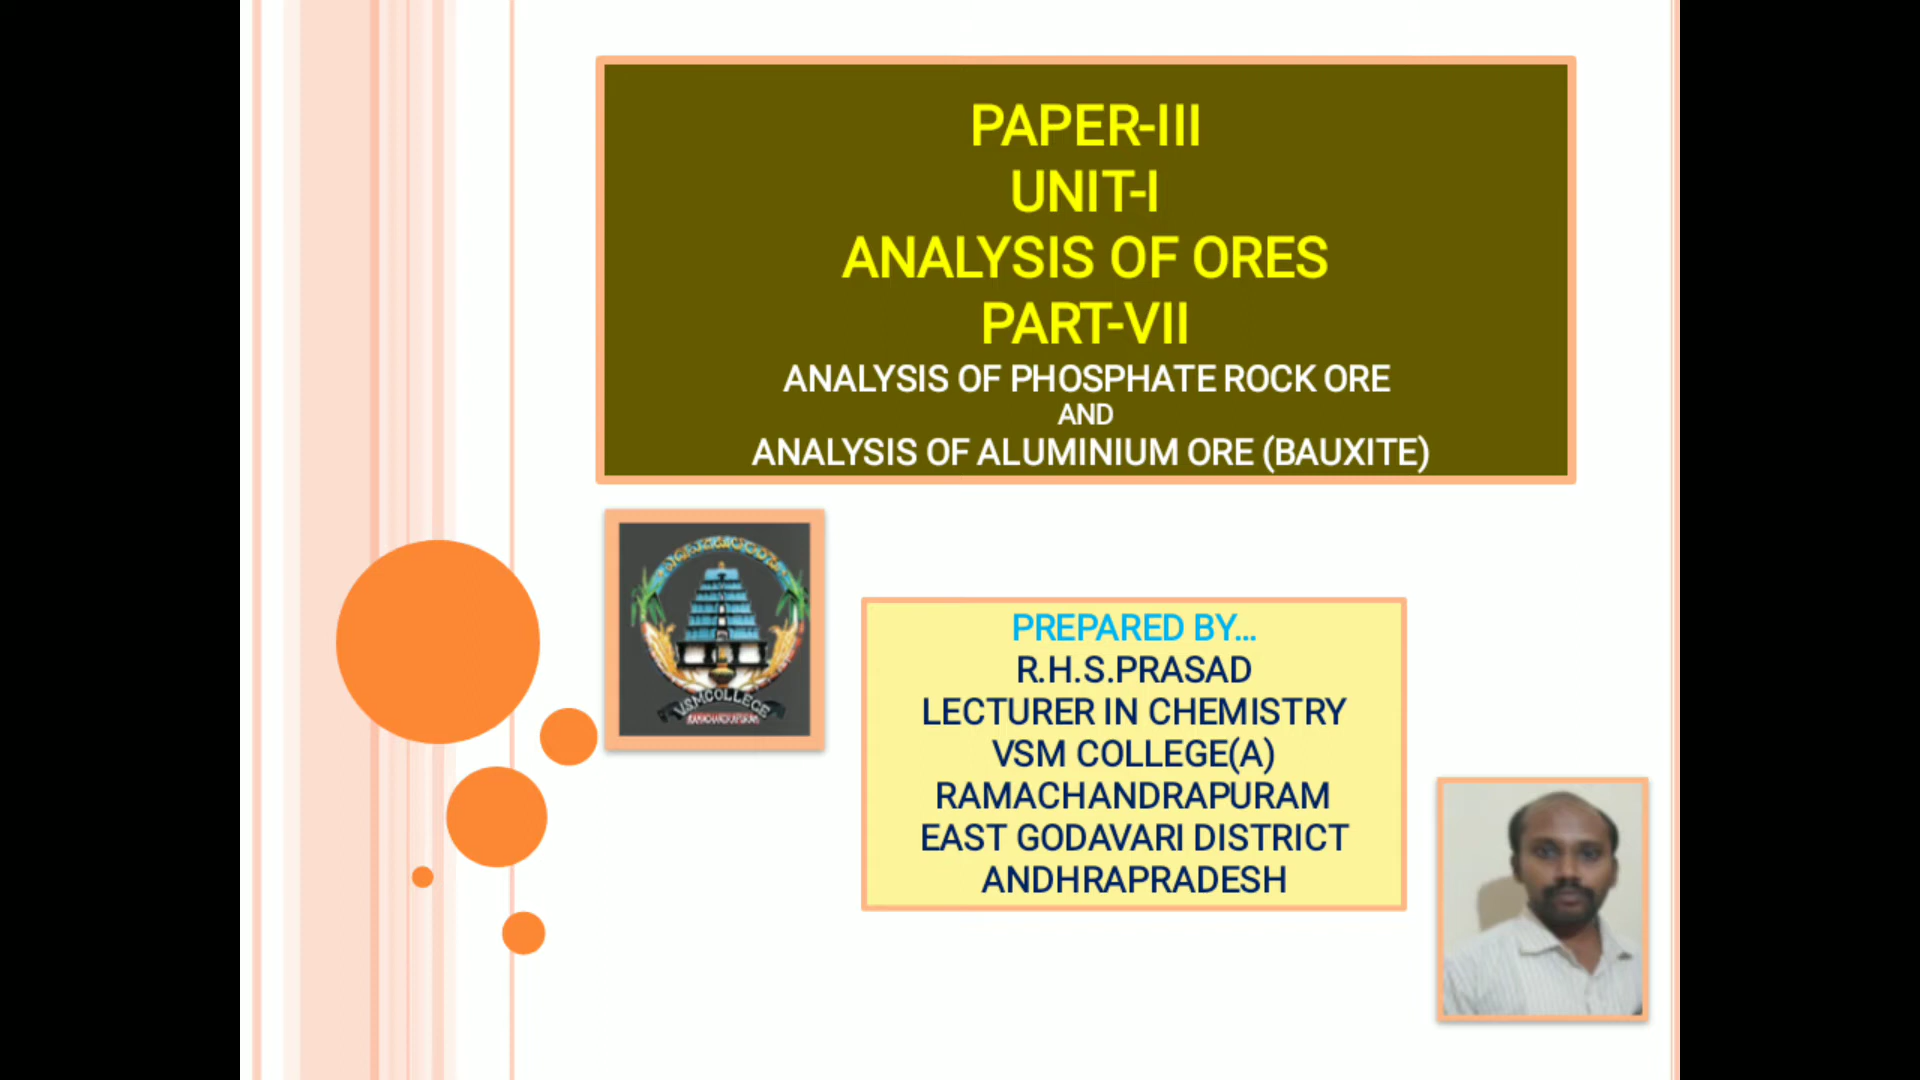 PAPER-III
UNIT-I
ANALYSIS OF ORES
PART-VII
ANALYSIS OF PHOSPHATE ROCK ORE
AND
ANALYSIS OF ALUMINIUM ORE (BAUXITE)
VSMCOLLEGE
RAMACHANDRAPURAM
PREPARED BY...
R.H.S.PRASAD
LECTURER IN CHEMISTRY
VSM COLLEGE(A)
RAMACHANDRAPURAM
EAST GODAVARI DISTRICT
ANDHRAPRADESH